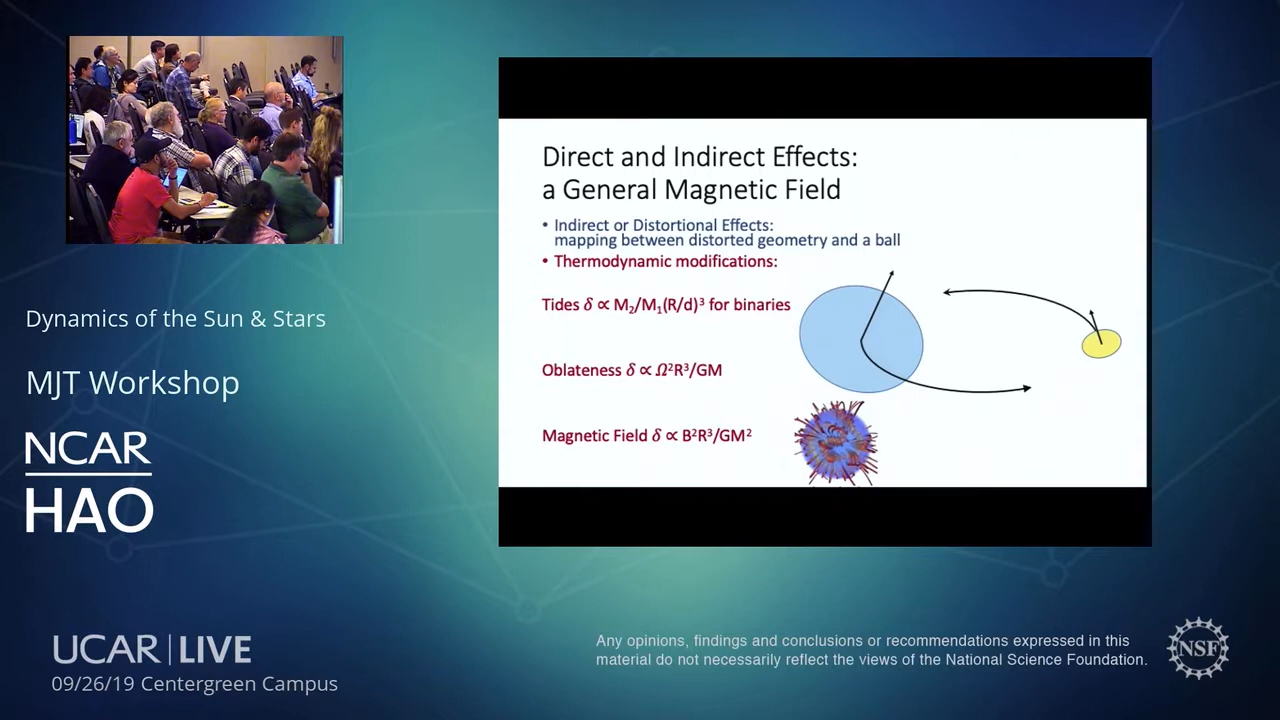 Direct and Indirect Effects:
a General Magnetic Field
• Indirect or Distortional Effects:
mapping between distorted geometry and a ball
• Thermodynamic modifications:
Tides δ ∝ M₂/M₁(R/d)³ for binaries
Oblateness δ ∝ Ω²R³/GM
Magnetic Field δ ∝ B²R³/GM²
Dynamics of the Sun & Stars
MJT Workshop
NCAR
HAO
UCAR | LIVE
09/26/19 Centergreen Campus
Any opinions, findings and conclusions or recommendations expressed in this
material do not necessarily reflect the views of the National Science Foundation.
NSF